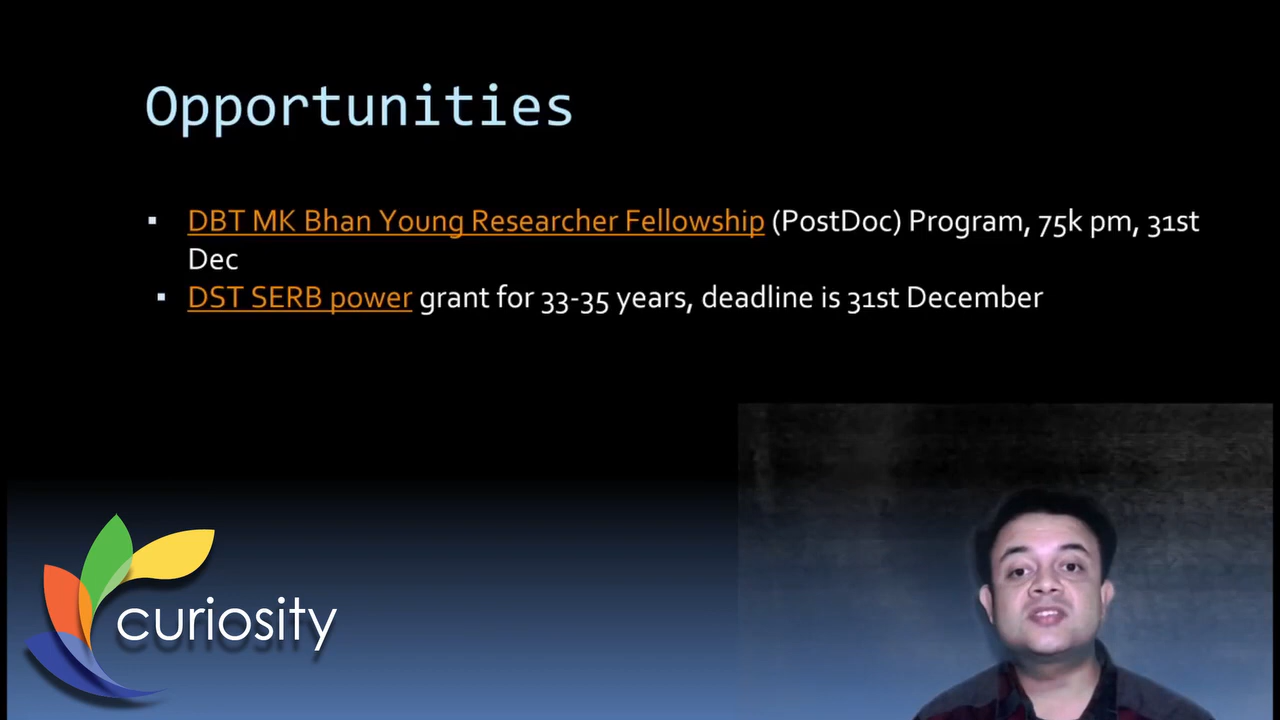 Opportunities
▪ DBT MK Bhan Young Researcher Fellowship (PostDoc) Program, 75k pm, 31st
Dec
▪ DST SERB power grant for 33-35 years, deadline is 31st December
curiosity